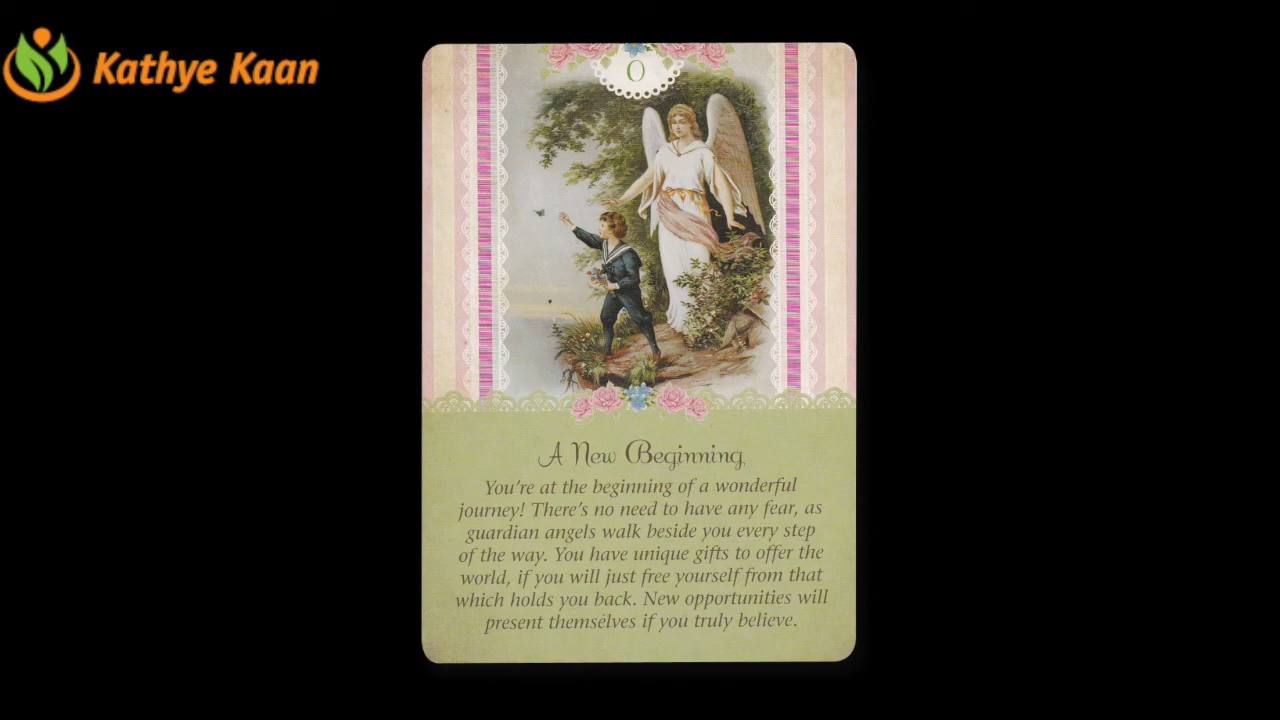 Kathye Kaan
0
A New Beginning
You're at the beginning of a wonderful
journey! There's no need to have any fear, as
guardian angels walk beside you every step
of the way. You have unique gifts to offer the
world, if you will just free yourself from that
which holds you back. New opportunities will
present themselves if you truly believe.